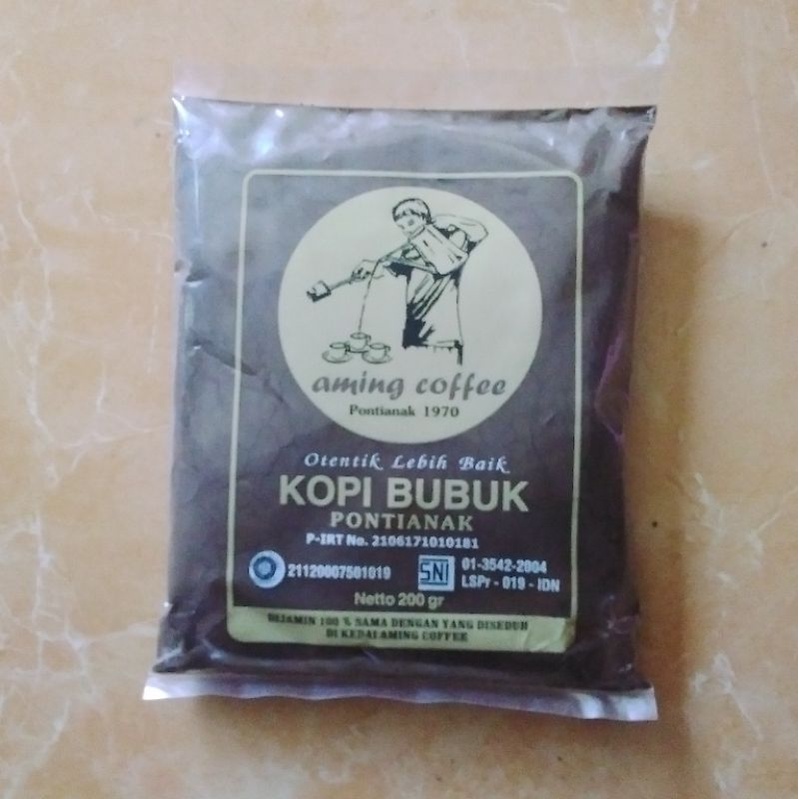 aming coffee
Pontianak 1970
Otentik Lebih Baik
KOPI BUBUK
PONTIANAK
P-IRT No. 2106171010181
21120007501019
SNI
01-3542-2004
LSPr - 019 - IDN
Netto 200 gr
DIJAMIN 100 % SAMA DENGAN YANG DISEDUH
DI KEDAI AMING COFFEE